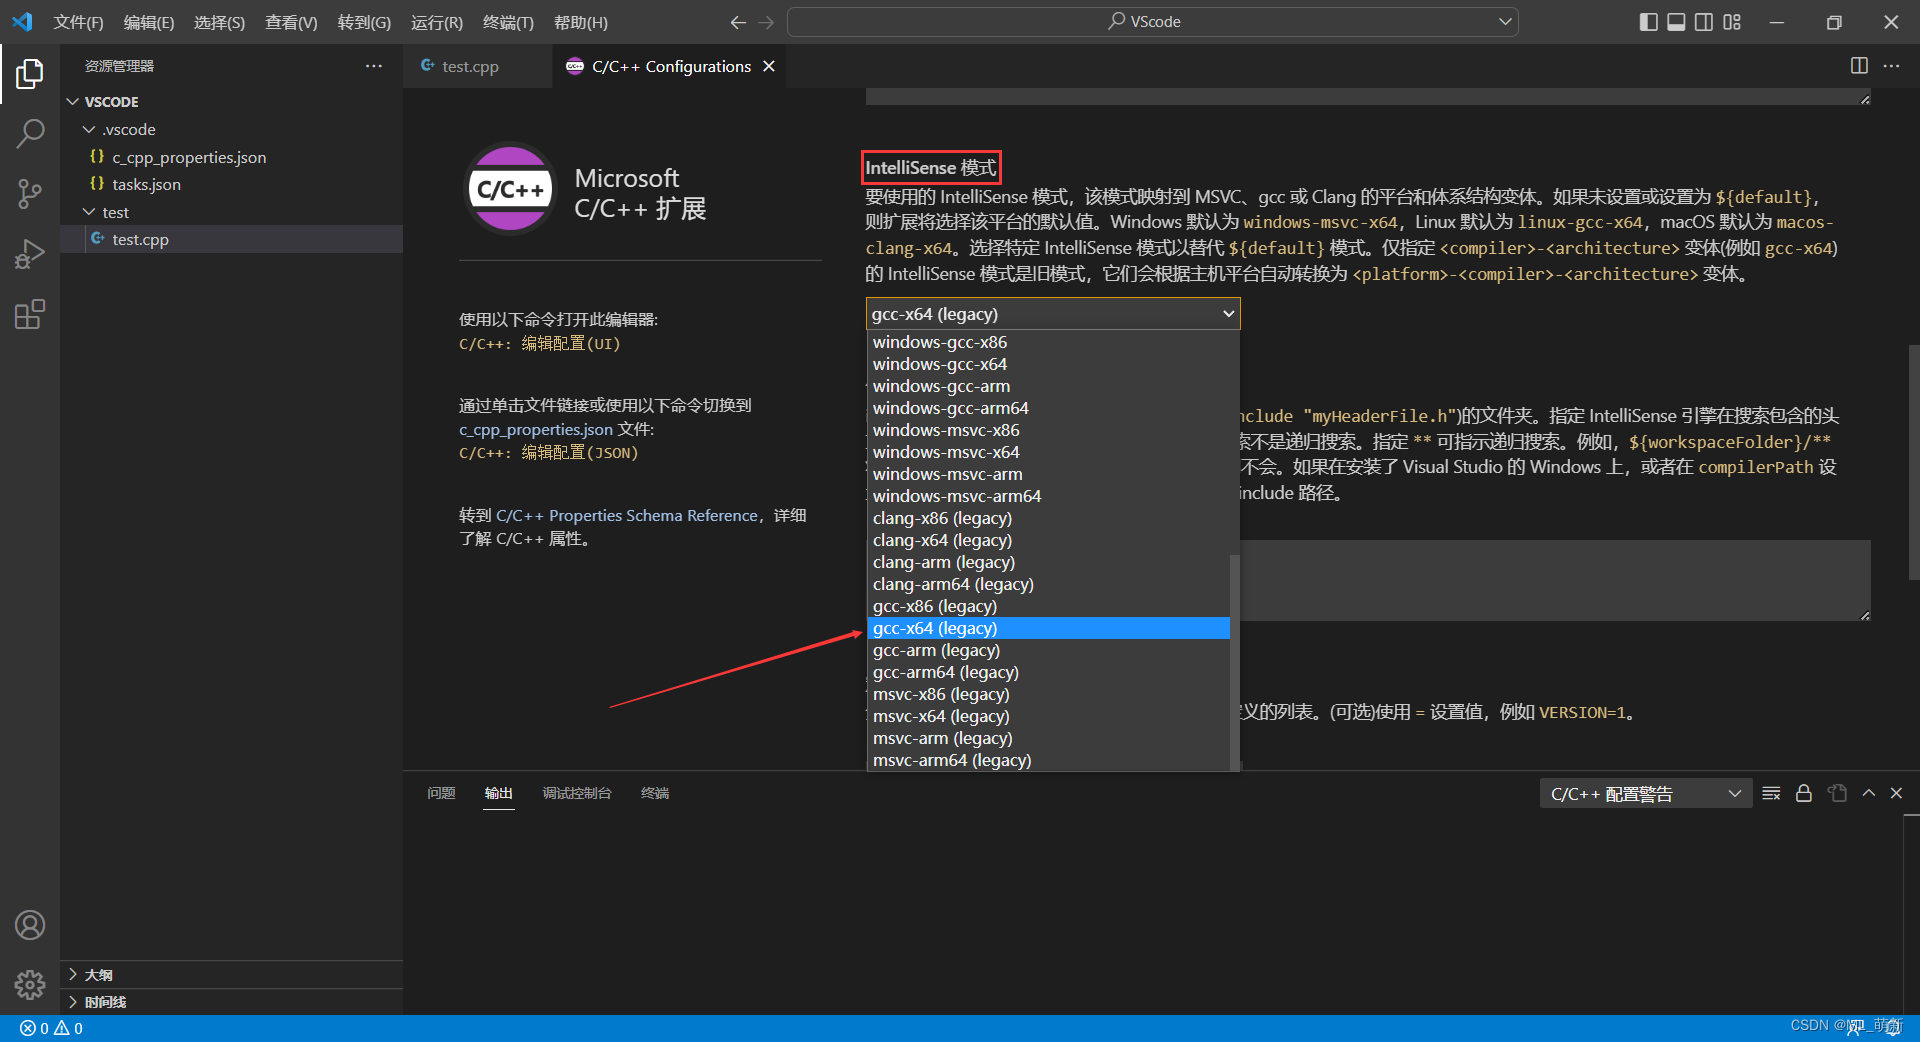 文件(F) 编辑(E) 选择(S) 查看(V) 转到(G) 运行(R) 终端(T) 帮助(H)
VScode
资源管理器
test.cpp
C/C++ Configurations
VSCODE
.vscode
c_cpp_properties.json
tasks.json
test
test.cpp
大纲
时间线
C/C++
Microsoft
C/C++ 扩展
使用以下命令打开此编辑器:
C/C++: 编辑配置(UI)
通过单击文件链接或使用以下命令切换到
c_cpp_properties.json 文件:
C/C++: 编辑配置(JSON)
转到 C/C++ Properties Schema Reference，详细
了解 C/C++ 属性。
IntelliSense 模式
要使用的 IntelliSense 模式，该模式映射到 MSVC、gcc 或 Clang 的平台和体系结构变体。如果未设置或设置为 ${default}，
则扩展将选择该平台的默认值。Windows 默认为 windows-msvc-x64，Linux 默认为 linux-gcc-x64，macOS 默认为 macos-
clang-x64。选择特定 IntelliSense 模式以替代 ${default} 模式。仅指定 <compiler>-<architecture> 变体(例如 gcc-x64)
的 IntelliSense 模式是旧模式，它们会根据主机平台自动转换为 <platform>-<compiler>-<architecture> 变体。
gcc-x64 (legacy)
windows-gcc-x86
windows-gcc-x64
windows-gcc-arm
windows-gcc-arm64
windows-msvc-x86
windows-msvc-x64
windows-msvc-arm
windows-msvc-arm64
clang-x86 (legacy)
clang-x64 (legacy)
clang-arm (legacy)
clang-arm64 (legacy)
gcc-x86 (legacy)
gcc-x64 (legacy)
gcc-arm (legacy)
gcc-arm64 (legacy)
msvc-x86 (legacy)
msvc-x64 (legacy)
msvc-arm (legacy)
msvc-arm64 (legacy)
nclude "myHeaderFile.h")的文件夹。指定 IntelliSense 引擎在搜索包含的头
索不是递归搜索。指定 ** 可指示递归搜索。例如，${workspaceFolder}/**
不会。如果在安装了 Visual Studio 的 Windows 上，或者在 compilerPath 设
include 路径。
义的列表。(可选)使用 = 设置值，例如 VERSION=1。
问题 输出 调试控制台 终端
C/C++ 配置警告
0 0
CSDN